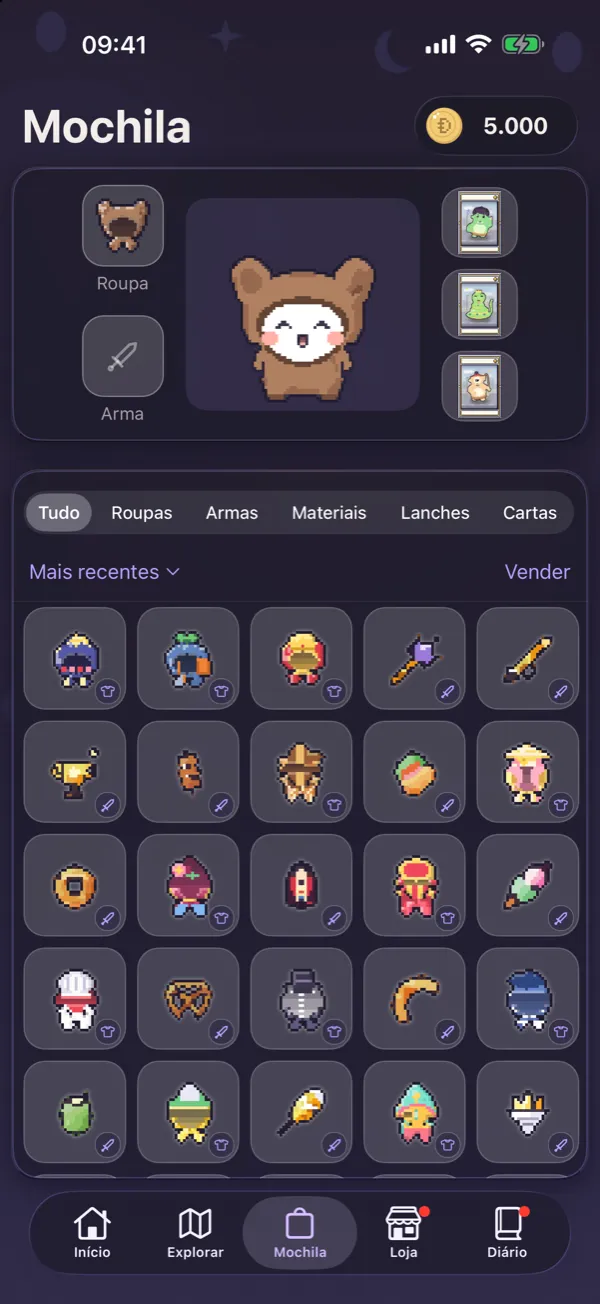 09:41
Mochila
5.000
Roupa
Arma
Tudo Roupas Armas Materiais Lanches Cartas
Mais recentes Vender
Início Explorar Mochila Loja Diário